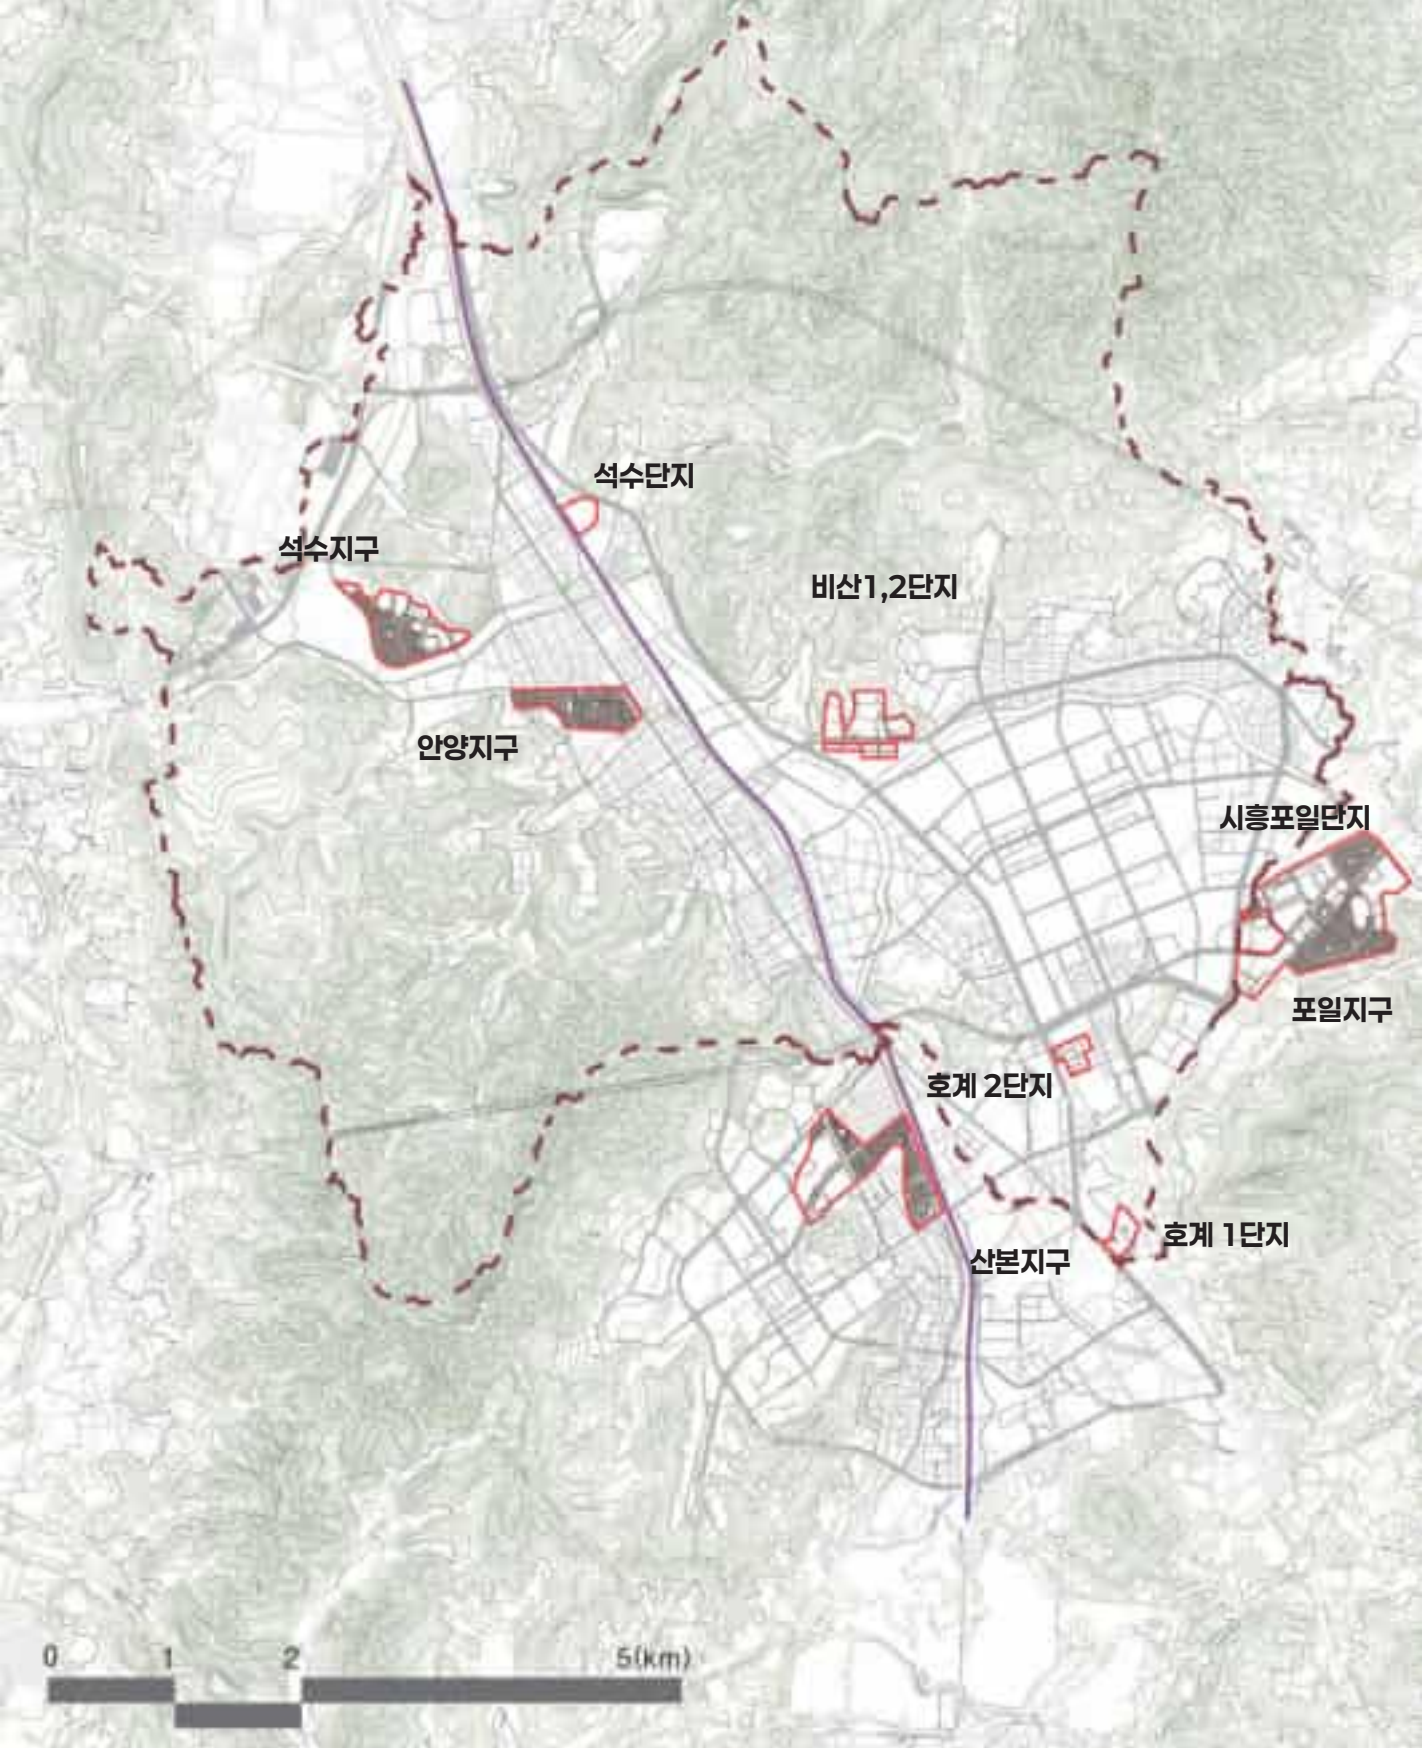 석수단지
석수지구
비산1,2단지
안양지구
시흥포일단지
포일지구
호계 2단지
호계 1단지
산본지구
0 1 2 5(km)